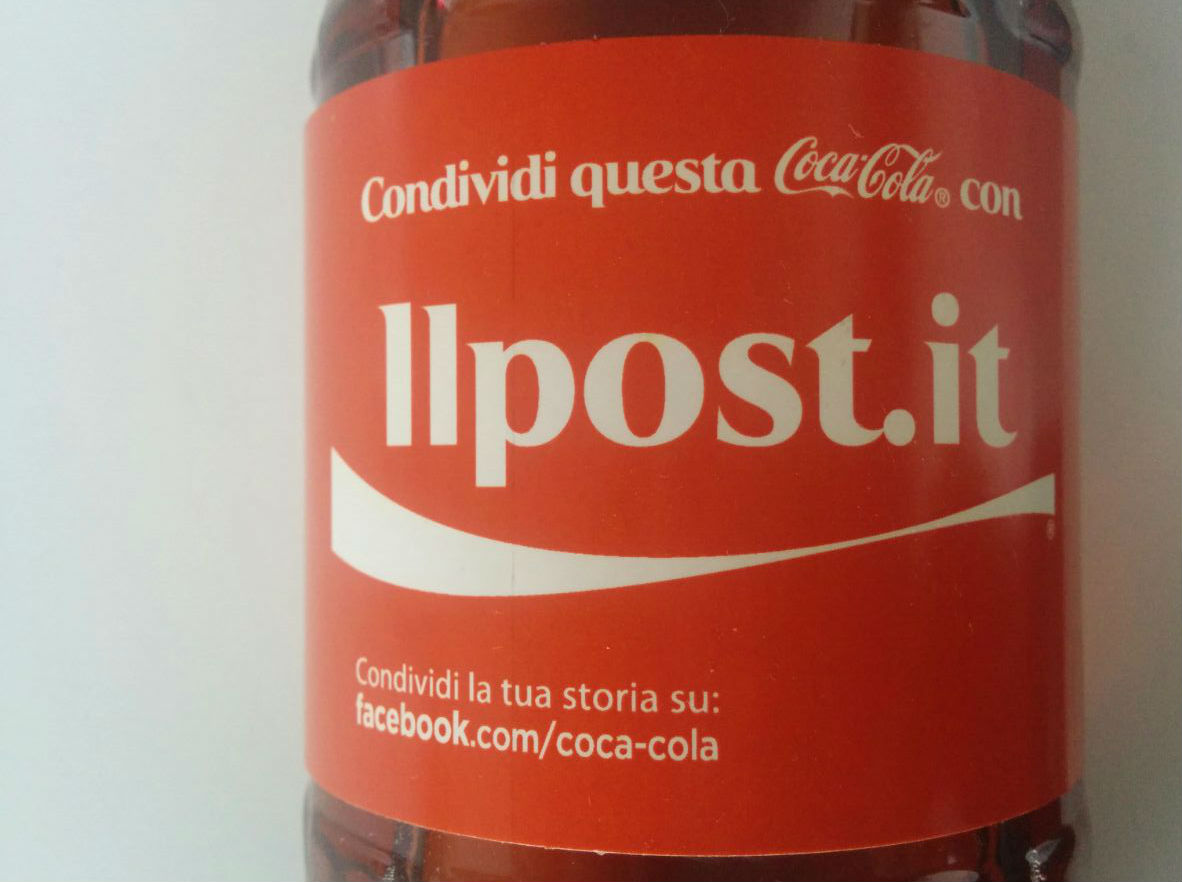 Condividi questa Coca-Cola® con
Ilpost.it
®
Condividi la tua storia su:
facebook.com/coca-cola